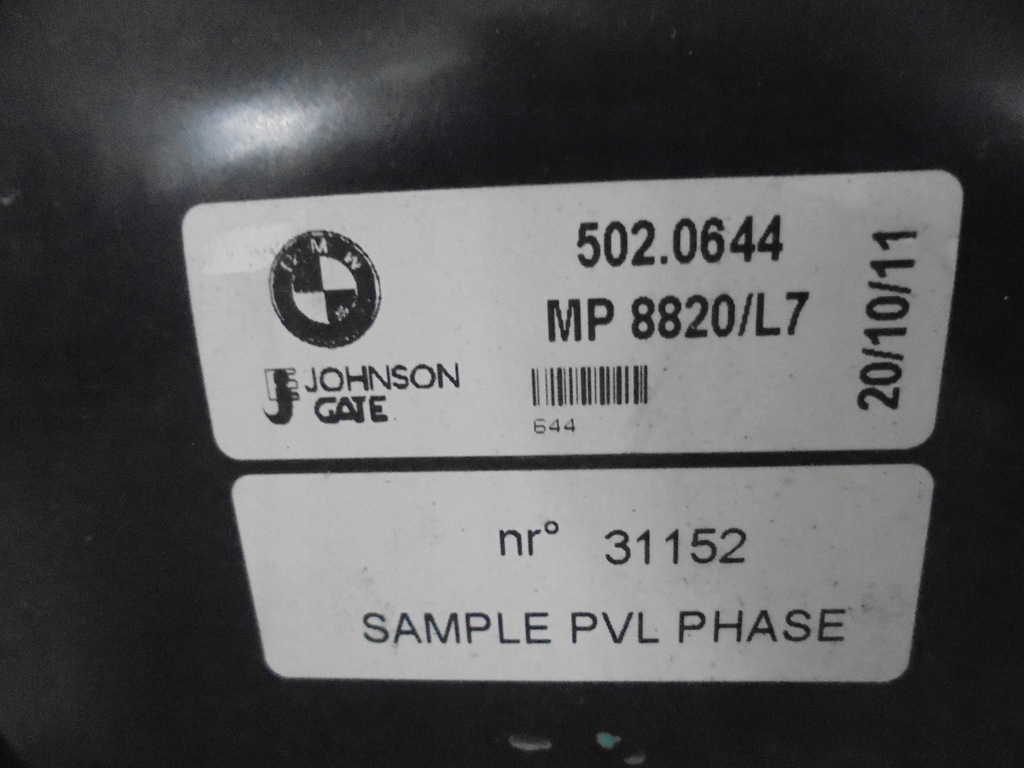 BMW
502.0644
MP 8820/L7
20/10/11
JOHNSON
GATE
644
nr° 31152
SAMPLE PVL PHASE